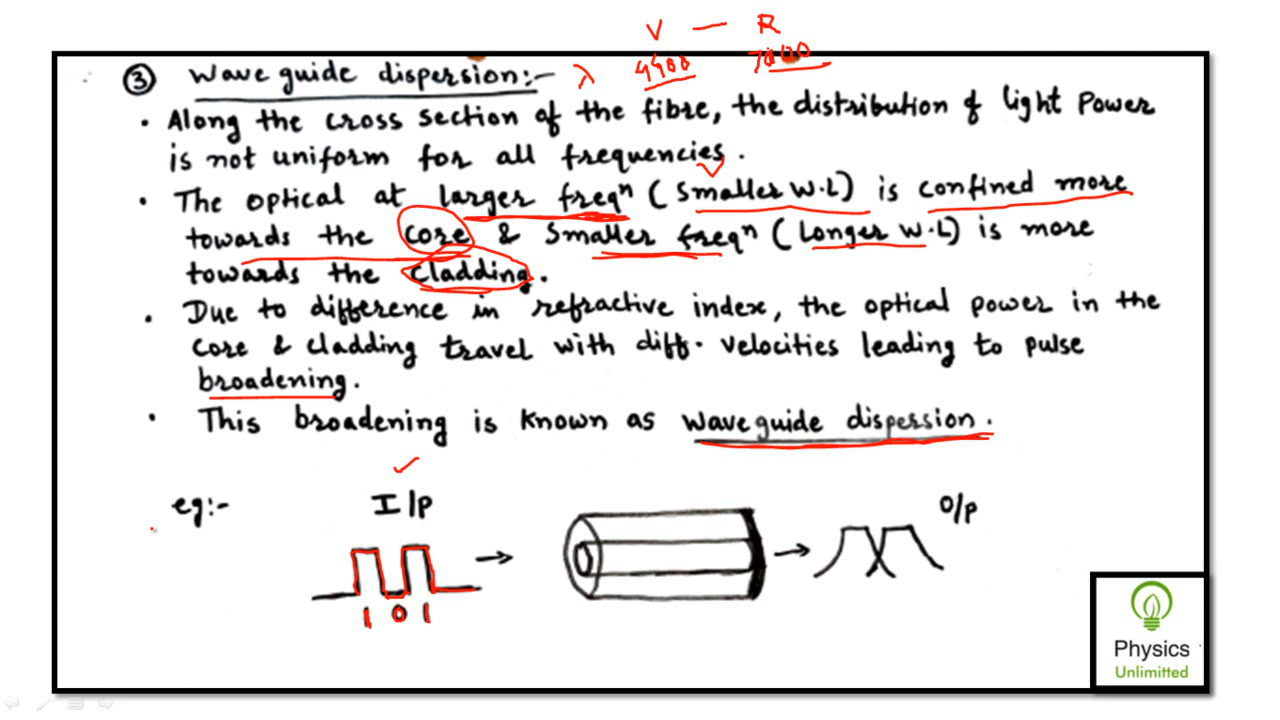 V — R
③ Wave guide dispersion:- λ 4400 7000
• Along the cross section of the fibre, the distribution of light Power
is not uniform for all frequencies.
• The optical at larger freqⁿ (smaller W.L) is confined more
towards the core & smaller freqⁿ (Longer W.L) is more
towards the cladding.
• Due to difference in refractive index, the optical power in the
core & cladding travel with diff. velocities leading to pulse
broadening.
• This broadening is known as waveguide dispersion.
eg:- I/p O/p
1 0 1
Physics
Unlimitted